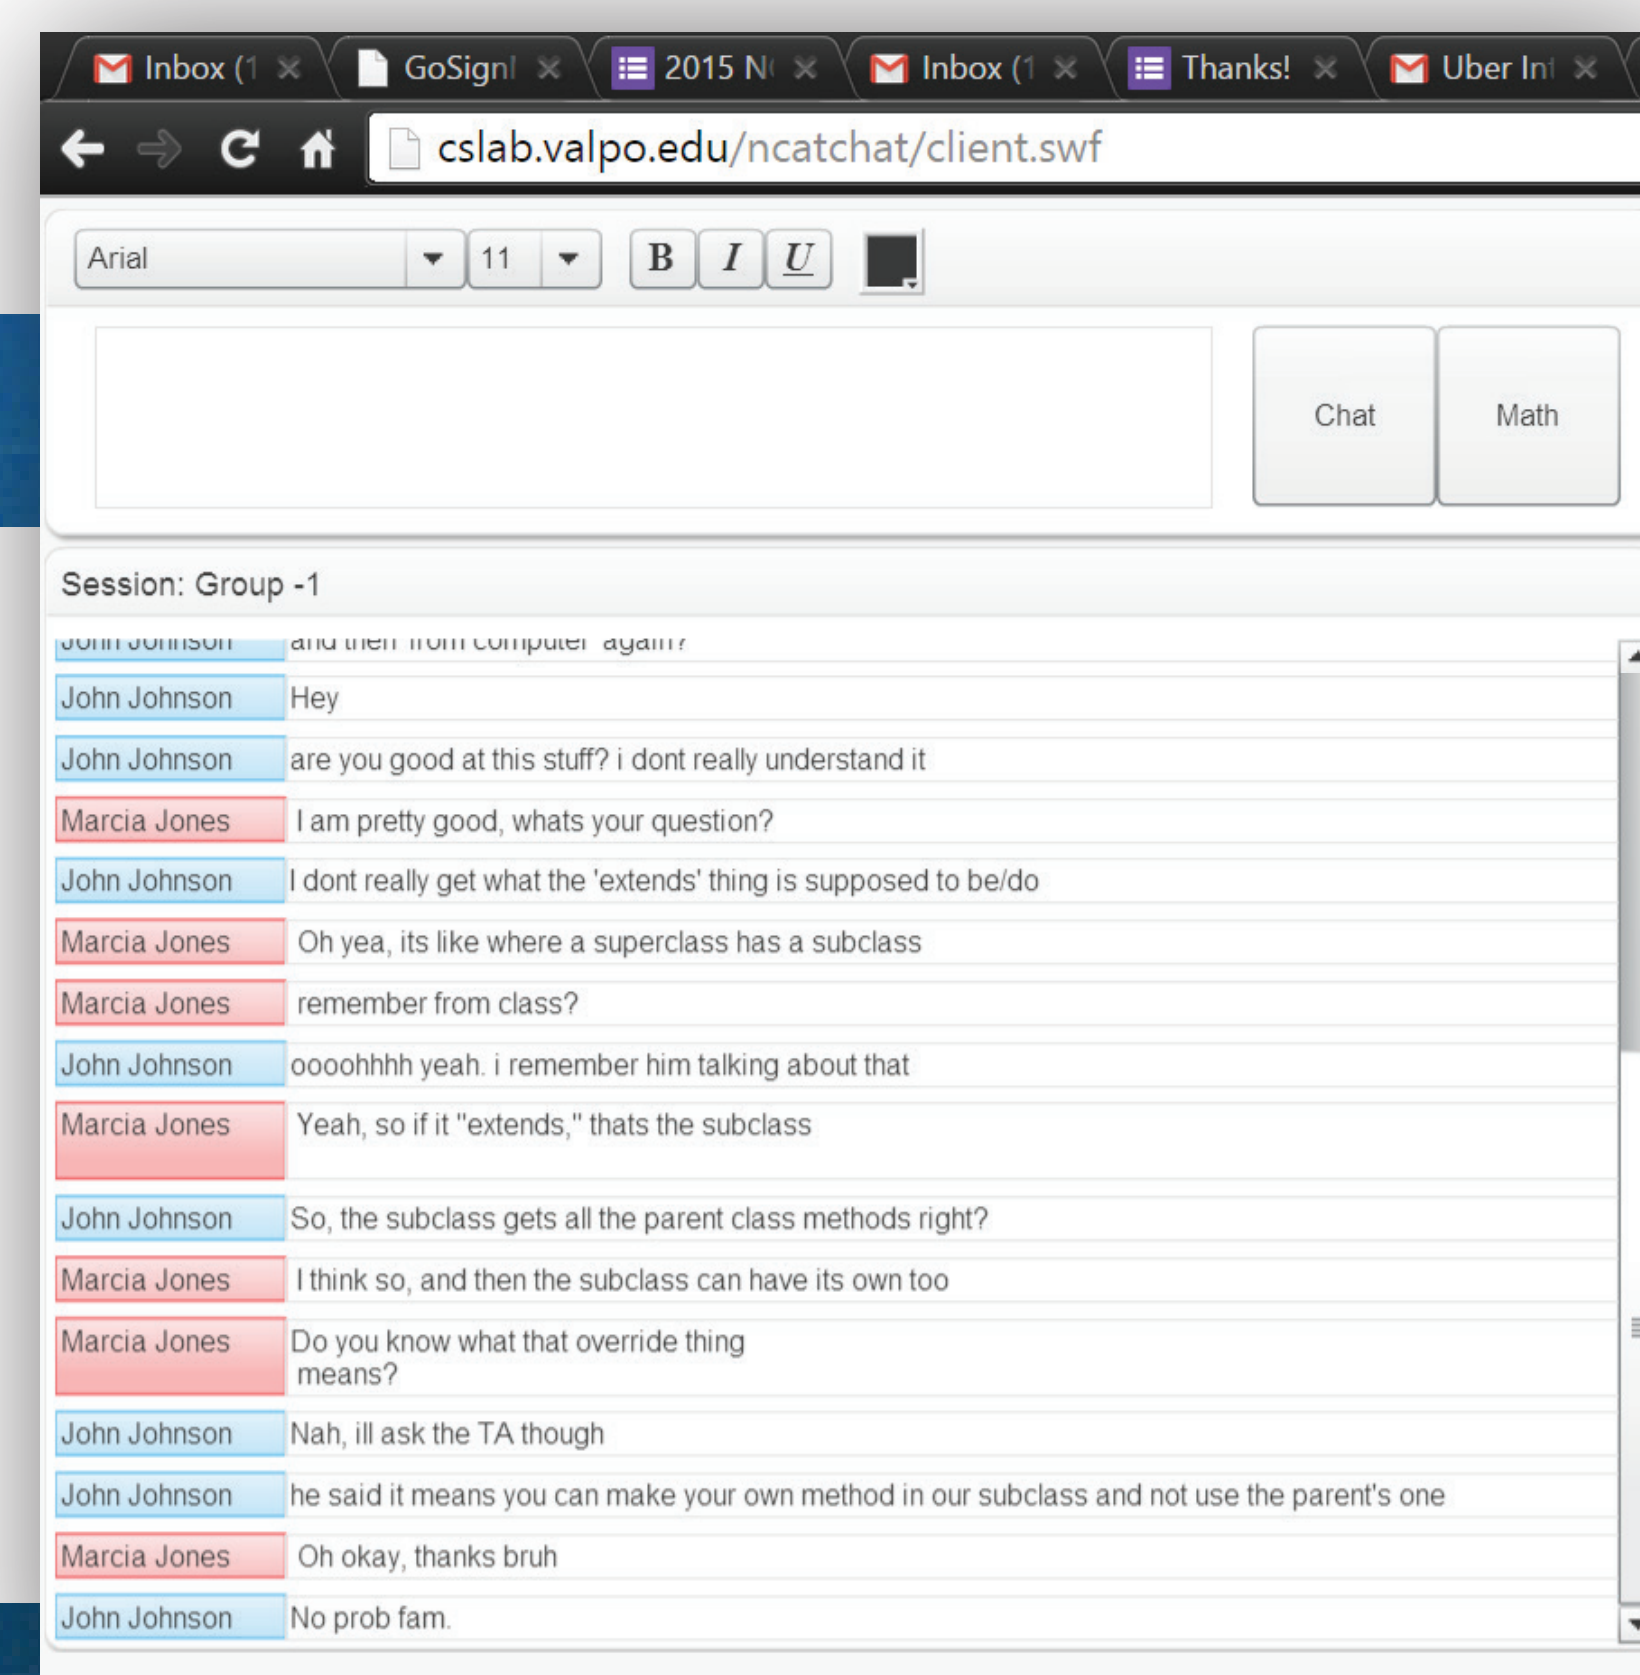 Inbox (1
GoSignl
2015 N
Inbox (1
Thanks!
Uber Int
cslab.valpo.edu/ncatchat/client.swf
Arial
11
B
I
U
Chat
Math
Session: Group -1
John Johnson and then from computer again?
John Johnson Hey
John Johnson are you good at this stuff? i dont really understand it
Marcia Jones I am pretty good, whats your question?
John Johnson I dont really get what the 'extends' thing is supposed to be/do
Marcia Jones Oh yea, its like where a superclass has a subclass
Marcia Jones remember from class?
John Johnson oooohhhh yeah. i remember him talking about that
Marcia Jones Yeah, so if it "extends," thats the subclass
John Johnson So, the subclass gets all the parent class methods right?
Marcia Jones I think so, and then the subclass can have its own too
Marcia Jones Do you know what that override thing
means?
John Johnson Nah, ill ask the TA though
John Johnson he said it means you can make your own method in our subclass and not use the parent's one
Marcia Jones Oh okay, thanks bruh
John Johnson No prob fam.